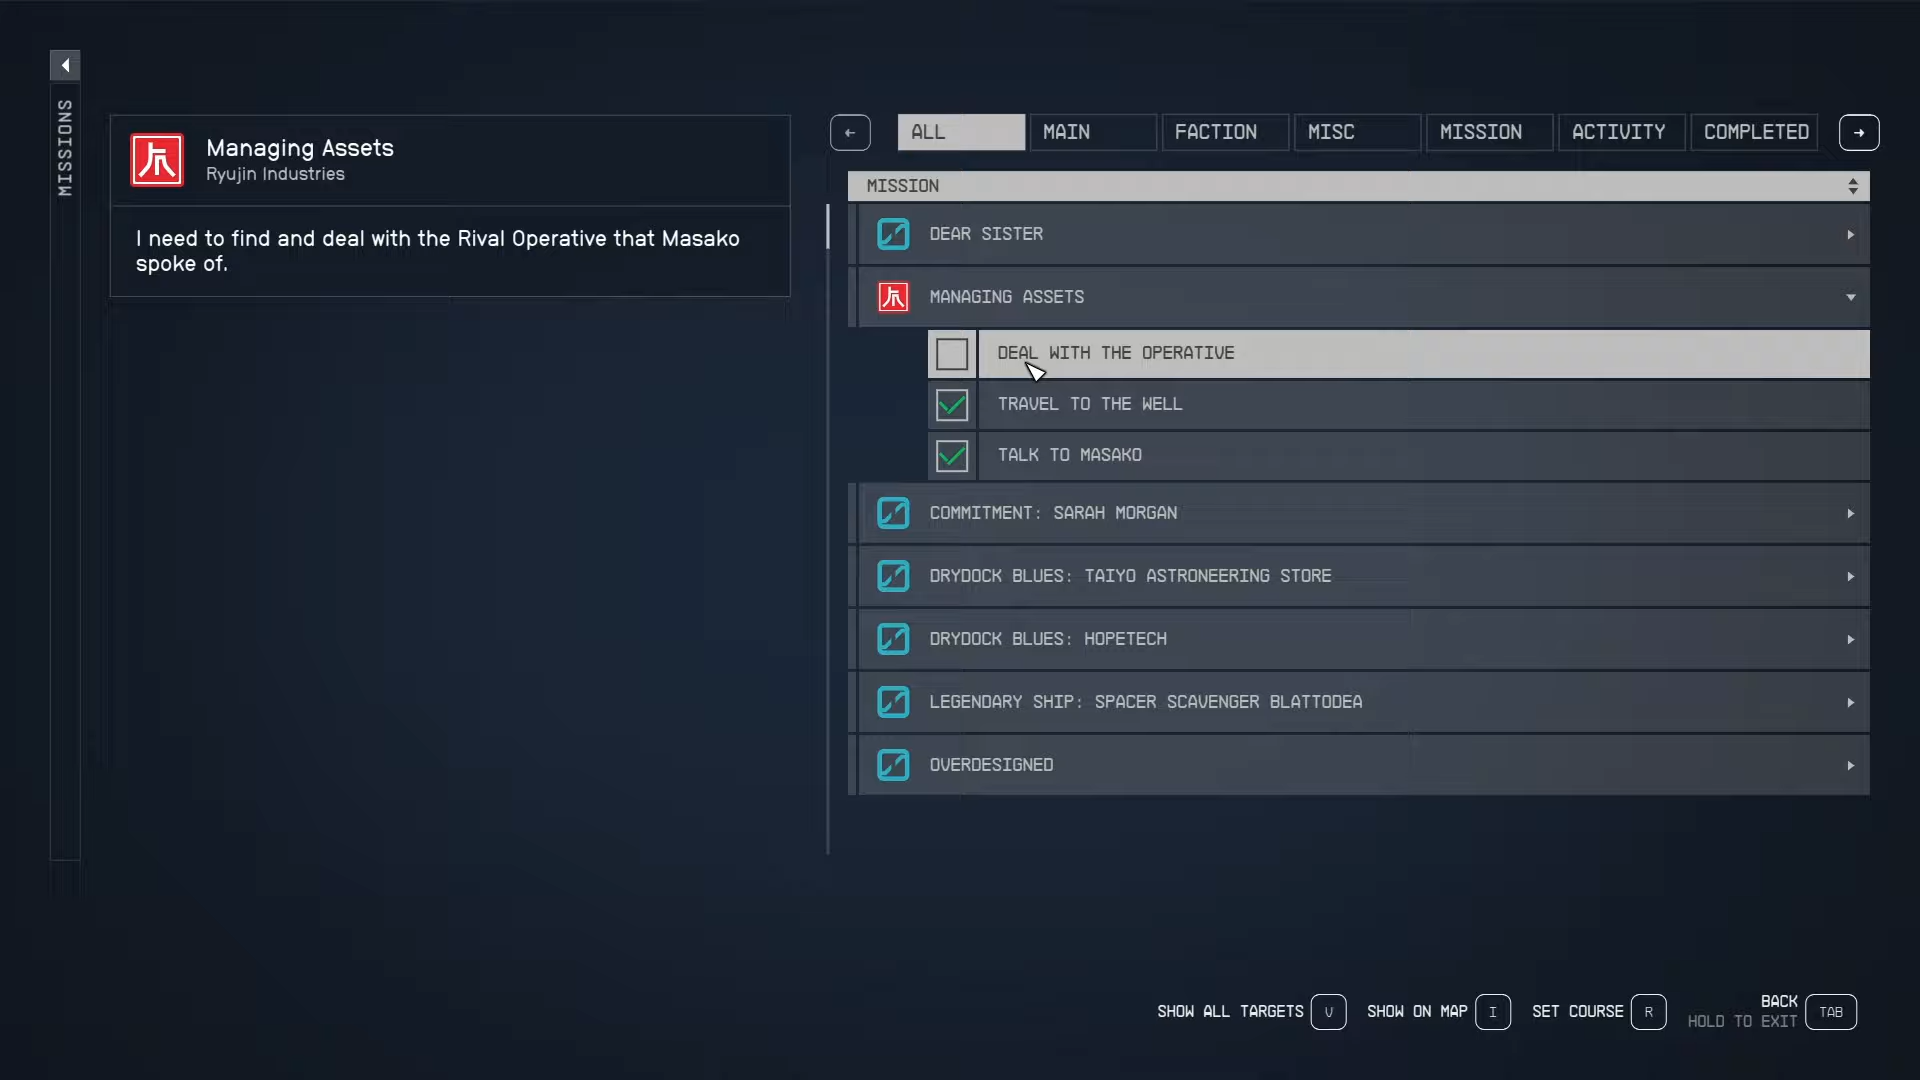 MISSIONS
Managing Assets
Ryujin Industries
I need to find and deal with the Rival Operative that Masako
spoke of.
ALL MAIN FACTION MISC MISSION ACTIVITY COMPLETED
MISSION
DEAR SISTER
MANAGING ASSETS
DEAL WITH THE OPERATIVE
TRAVEL TO THE WELL
TALK TO MASAKO
COMMITMENT: SARAH MORGAN
DRYDOCK BLUES: TAIYO ASTRONEERING STORE
DRYDOCK BLUES: HOPETECH
LEGENDARY SHIP: SPACER SCAVENGER BLATTODEA
OVERDESIGNED
SHOW ALL TARGETS V SHOW ON MAP I SET COURSE R BACK TAB
HOLD TO EXIT